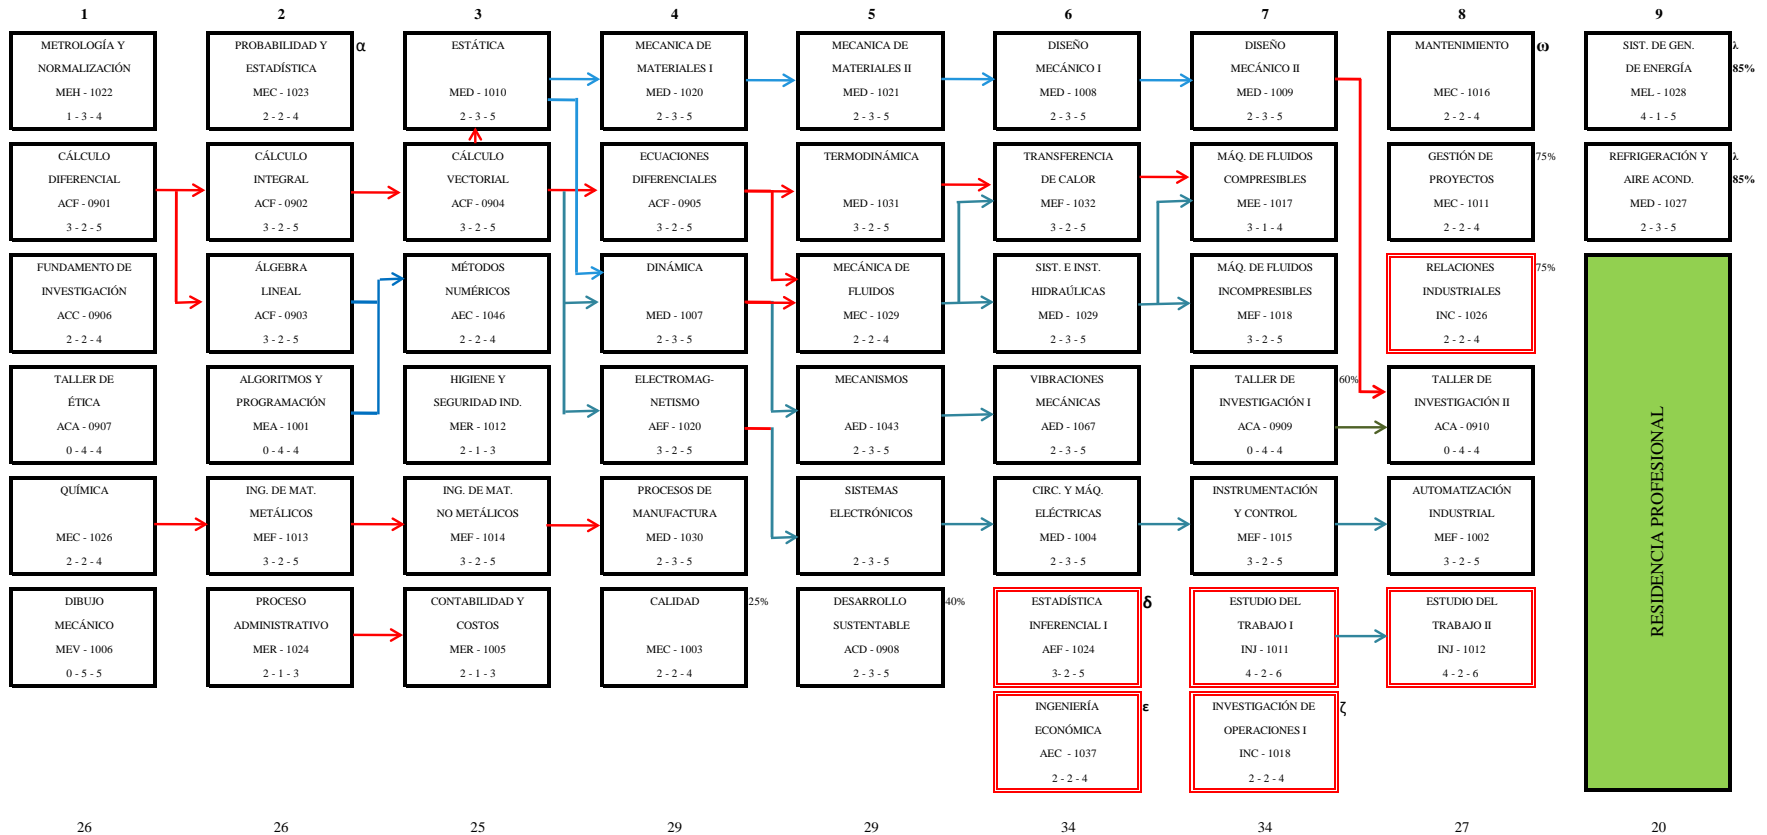 1
2
3
4
5
6
7
8
9
METROLOGÍA Y
NORMALIZACIÓN
MEH - 1022
1 - 3 - 4
PROBABILIDAD Y
ESTADÍSTICA
MEC - 1023
2 - 2 - 4
α
ESTÁTICA
MED - 1010
2 - 3 - 5
MECANICA DE
MATERIALES I
MED - 1020
2 - 3 - 5
MECANICA DE
MATERIALES II
MED - 1021
2 - 3 - 5
DISEÑO
MECÁNICO I
MED - 1008
2 - 3 - 5
DISEÑO
MECÁNICO II
MED - 1009
2 - 3 - 5
MANTENIMIENTO
MEC - 1016
2 - 2 - 4
ω
SIST. DE GEN.
DE ENERGÍA
MEL - 1028
4 - 1 - 5
λ
85%
CÁLCULO
DIFERENCIAL
ACF - 0901
3 - 2 - 5
CÁLCULO
INTEGRAL
ACF - 0902
3 - 2 - 5
CÁLCULO
VECTORIAL
ACF - 0904
3 - 2 - 5
ECUACIONES
DIFERENCIALES
ACF - 0905
3 - 2 - 5
TERMODINÁMICA
MED - 1031
3 - 2 - 5
TRANSFERENCIA
DE CALOR
MEF - 1032
3 - 2 - 5
MÁQ. DE FLUIDOS
COMPRESIBLES
MEE - 1017
3 - 1 - 4
GESTIÓN DE
PROYECTOS
MEC - 1011
2 - 2 - 4
75%
REFRIGERACIÓN Y
AIRE ACOND.
MED - 1027
2 - 3 - 5
λ
85%
FUNDAMENTO DE
INVESTIGACIÓN
ACC - 0906
2 - 2 - 4
ÁLGEBRA
LINEAL
ACF - 0903
3 - 2 - 5
MÉTODOS
NUMÉRICOS
AEC - 1046
2 - 2 - 4
DINÁMICA
MED - 1007
2 - 3 - 5
MECÁNICA DE
FLUIDOS
MEC - 1029
2 - 2 - 4
SIST. E INST.
HIDRAÚLICAS
MED - 1029
2 - 3 - 5
MÁQ. DE FLUIDOS
INCOMPRESIBLES
MEF - 1018
3 - 2 - 5
RELACIONES
INDUSTRIALES
INC - 1026
2 - 2 - 4
75%
TALLER DE
ÉTICA
ACA - 0907
0 - 4 - 4
ALGORITMOS Y
PROGRAMACIÓN
MEA - 1001
0 - 4 - 4
HIGIENE Y
SEGURIDAD IND.
MER - 1012
2 - 1 - 3
ELECTROMAG-
NETISMO
AEF - 1020
3 - 2 - 5
MECANISMOS
AED - 1043
2 - 3 - 5
VIBRACIONES
MECÁNICAS
AED - 1067
2 - 3 - 5
TALLER DE
INVESTIGACIÓN I
ACA - 0909
0 - 4 - 4
60%
TALLER DE
INVESTIGACIÓN II
ACA - 0910
0 - 4 - 4
QUÍMICA
MEC - 1026
2 - 2 - 4
ING. DE MAT.
METÁLICOS
MEF - 1013
3 - 2 - 5
ING. DE MAT.
NO METÁLICOS
MEF - 1014
3 - 2 - 5
PROCESOS DE
MANUFACTURA
MED - 1030
2 - 3 - 5
SISTEMAS
ELECTRÓNICOS
2 - 3 - 5
CIRC. Y MÁQ.
ELÉCTRICAS
MED - 1004
2 - 3 - 5
INSTRUMENTACIÓN
Y CONTROL
MEF - 1015
3 - 2 - 5
AUTOMATIZACIÓN
INDUSTRIAL
MEF - 1002
3 - 2 - 5
DIBUJO
MECÁNICO
MEV - 1006
0 - 5 - 5
PROCESO
ADMINISTRATIVO
MER - 1024
2 - 1 - 3
CONTABILIDAD Y
COSTOS
MER - 1005
2 - 1 - 3
CALIDAD
MEC - 1003
2 - 2 - 4
25%
DESARROLLO
SUSTENTABLE
ACD - 0908
2 - 3 - 5
40%
ESTADÍSTICA
INFERENCIAL I
AEF - 1024
3- 2 - 5
δ
ESTUDIO DEL
TRABAJO I
INJ - 1011
4 - 2 - 6
ESTUDIO DEL
TRABAJO II
INJ - 1012
4 - 2 - 6
INGENIERÍA
ECONÓMICA
AEC - 1037
2 - 2 - 4
ε
INVESTIGACIÓN DE
OPERACIONES I
INC - 1018
2 - 2 - 4
ζ
RESIDENCIA PROFESIONAL
26
26
25
29
29
34
34
27
20